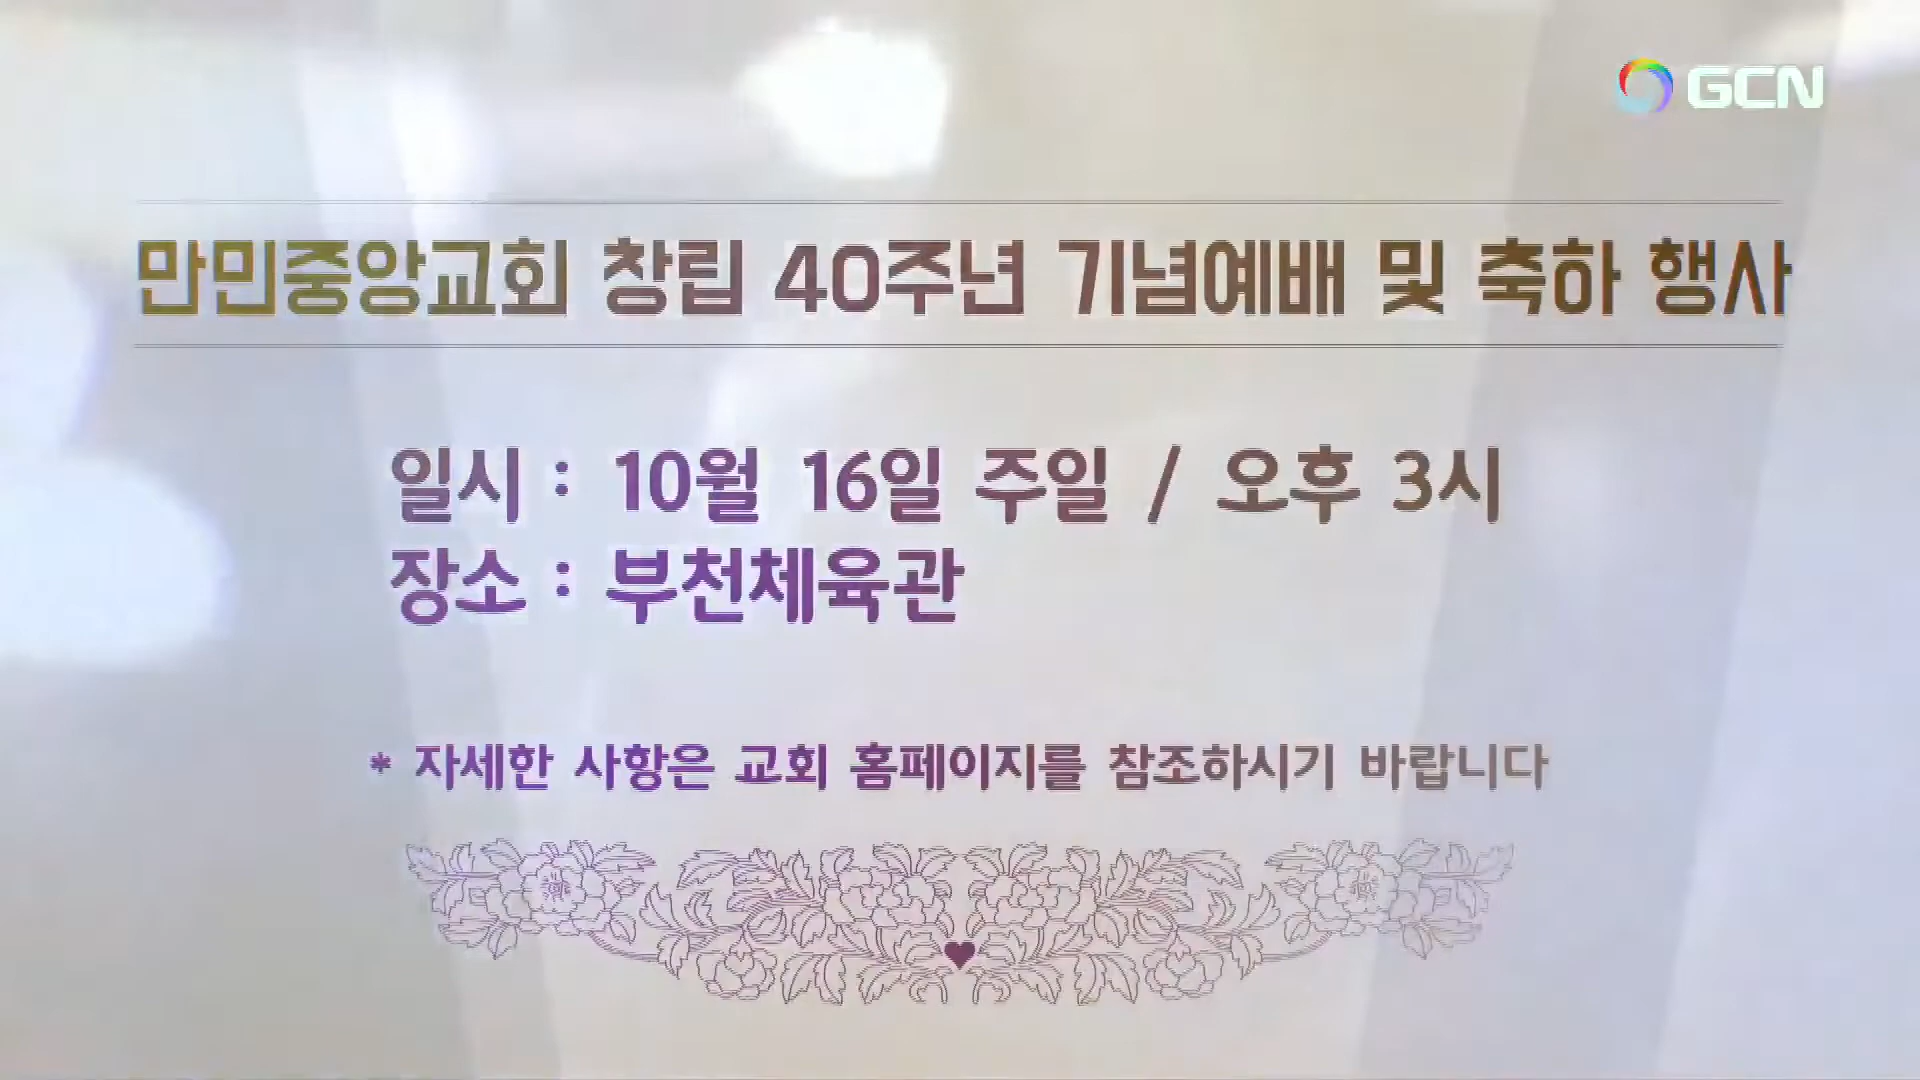 GCN
만민중앙교회 창립 40주년 기념예배 및 축하 행사
일시 : 10월 16일 주일 / 오후 3시
장소 : 부천체육관
* 자세한 사항은 교회 홈페이지를 참조하시기 바랍니다